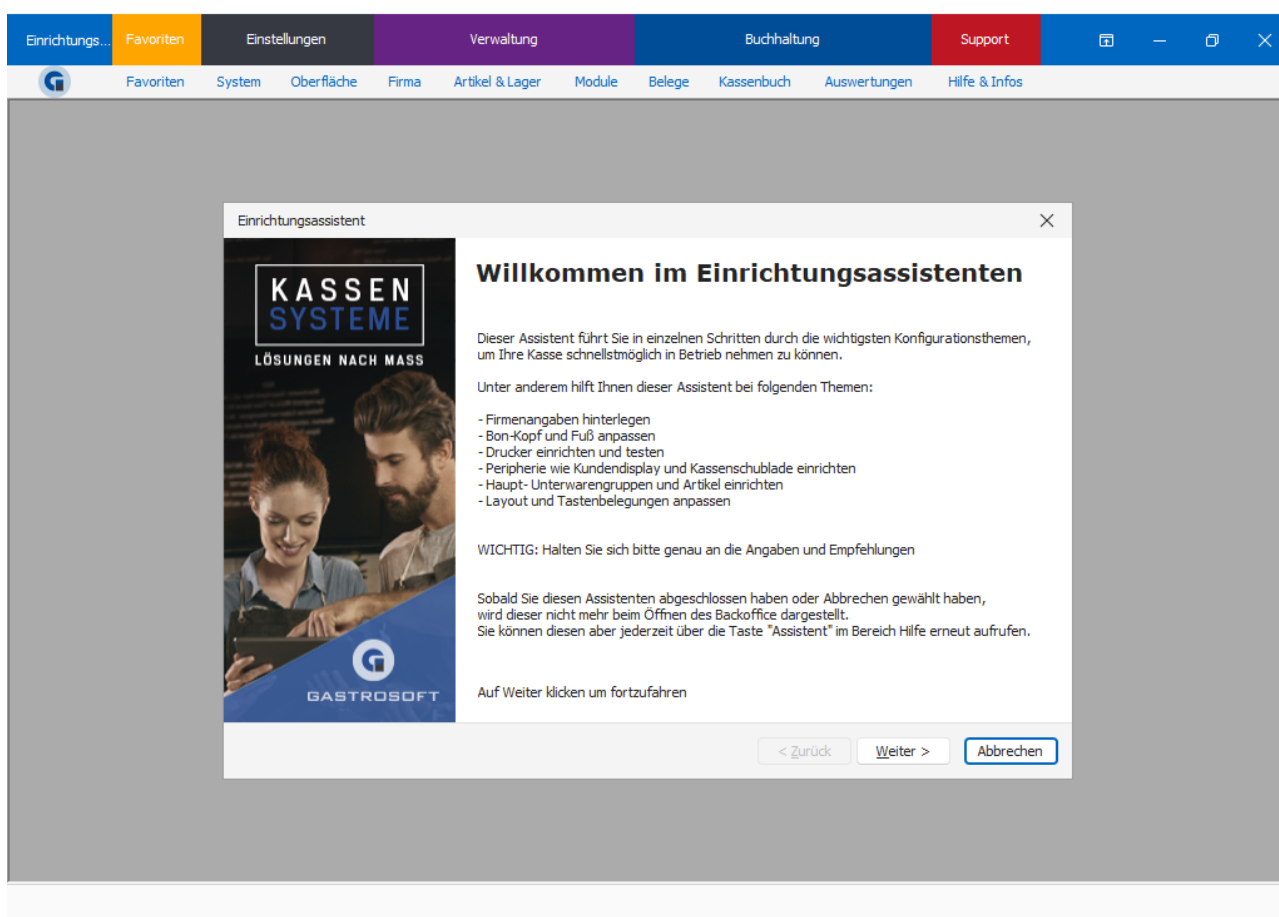 Einrichtungs... Favoriten Einstellungen Verwaltung Buchhaltung Support
Favoriten System Oberfläche Firma Artikel & Lager Module Belege Kassenbuch Auswertungen Hilfe & Infos
Einrichtungsassistent
KASSEN
SYSTEME
LÖSUNGEN NACH MASS
GASTROSOFT
Willkommen im Einrichtungsassistenten
Dieser Assistent führt Sie in einzelnen Schritten durch die wichtigsten Konfigurationsthemen,
um Ihre Kasse schnellstmöglich in Betrieb nehmen zu können.
Unter anderem hilft Ihnen dieser Assistent bei folgenden Themen:
- Firmenangaben hinterlegen
- Bon-Kopf und Fuß anpassen
- Drucker einrichten und testen
- Peripherie wie Kundendisplay und Kassenschublade einrichten
- Haupt- Unterwarengruppen und Artikel einrichten
- Layout und Tastenbelegungen anpassen
WICHTIG: Halten Sie sich bitte genau an die Angaben und Empfehlungen
Sobald Sie diesen Assistenten abgeschlossen haben oder Abbrechen gewählt haben,
wird dieser nicht mehr beim Öffnen des Backoffice dargestellt.
Sie können diesen aber jederzeit über die Taste "Assistent" im Bereich Hilfe erneut aufrufen.
Auf Weiter klicken um fortzufahren
< Zurück Weiter > Abbrechen